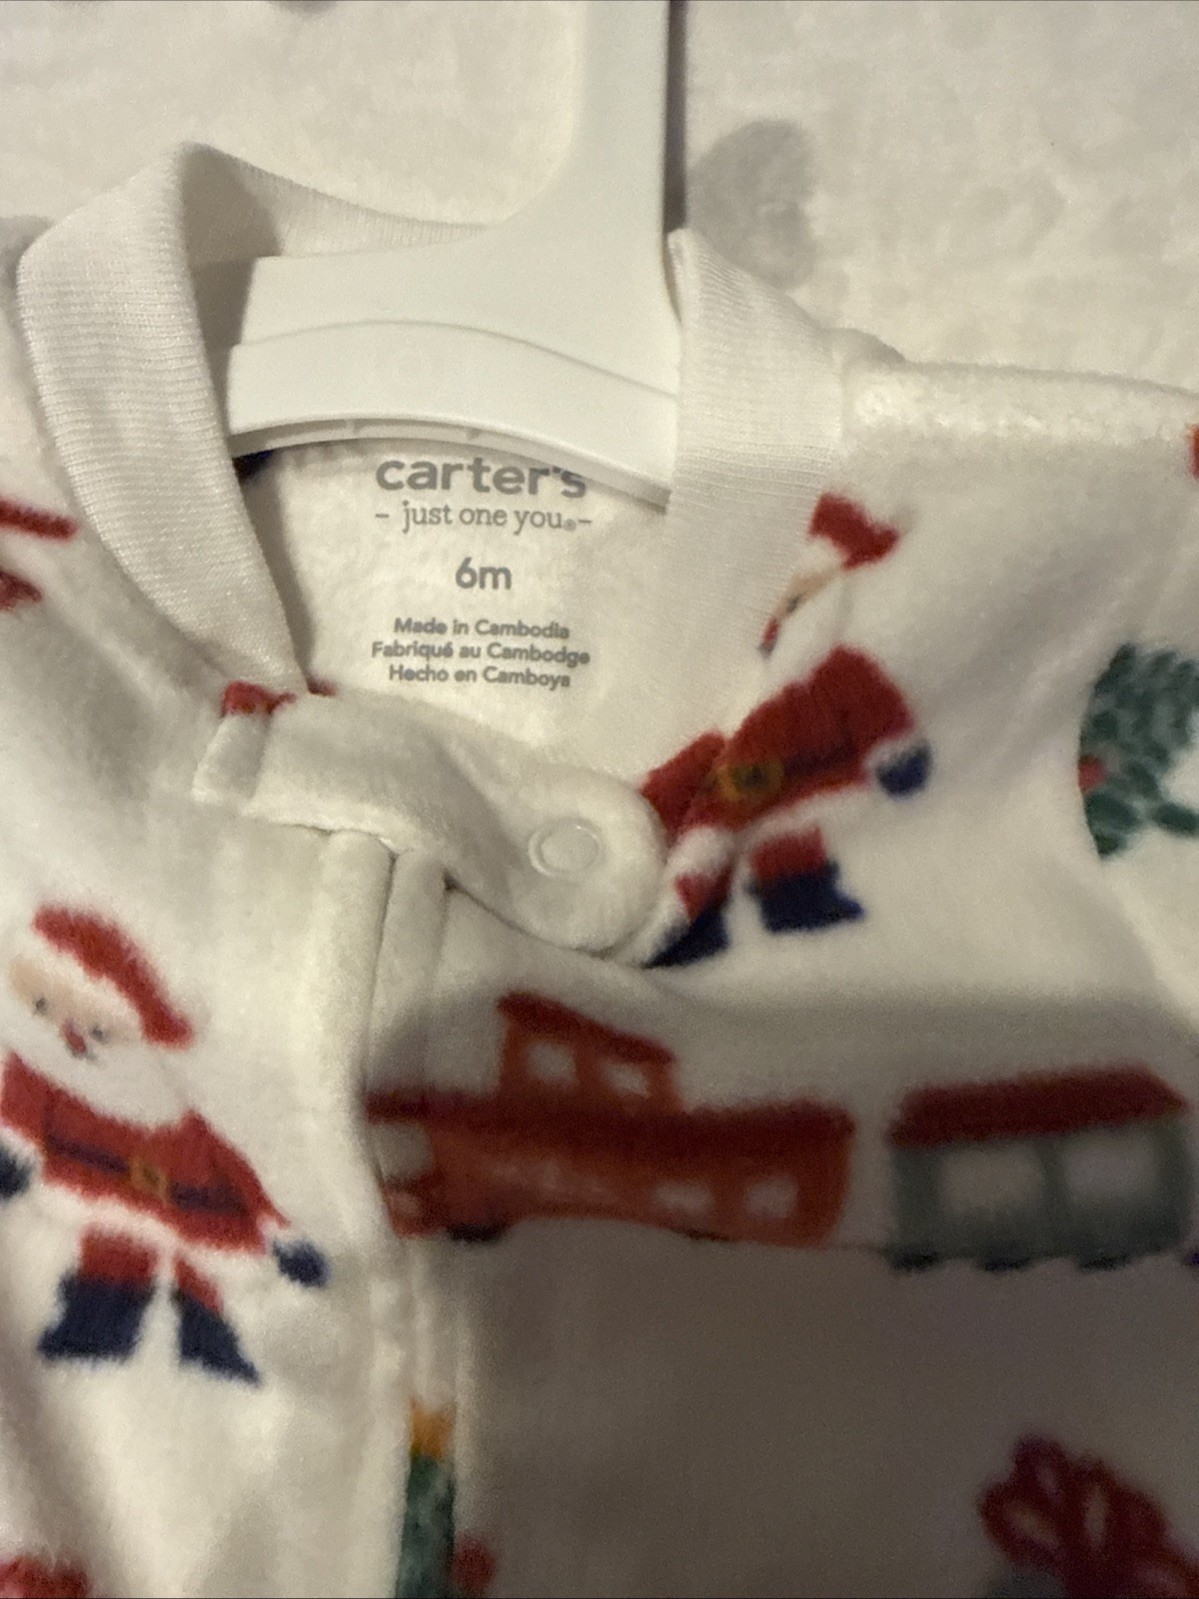 carter's
- just one you®-
6m
Made in Cambodia
Fabriqué au Cambodge
Hecho en Camboya